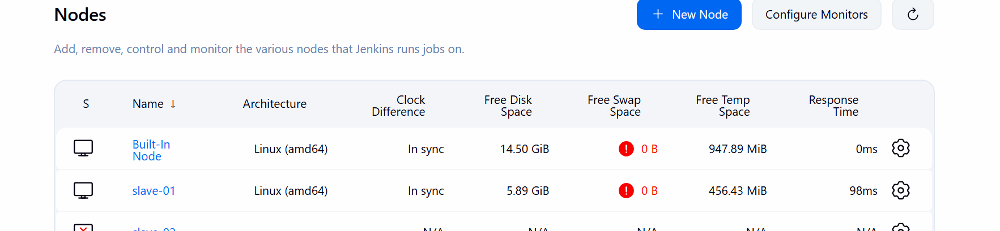 Nodes
+ New Node
Configure Monitors
Add, remove, control and monitor the various nodes that Jenkins runs jobs on.
S
Name ↓
Architecture
Clock
Difference
Free Disk
Space
Free Swap
Space
Free Temp
Space
Response
Time
Built-In
Node
Linux (amd64)
In sync
14.50 GiB
0 B
947.89 MiB
0ms
slave-01
Linux (amd64)
In sync
5.89 GiB
0 B
456.43 MiB
98ms
N/A
N/A
N/A
N/A
N/A